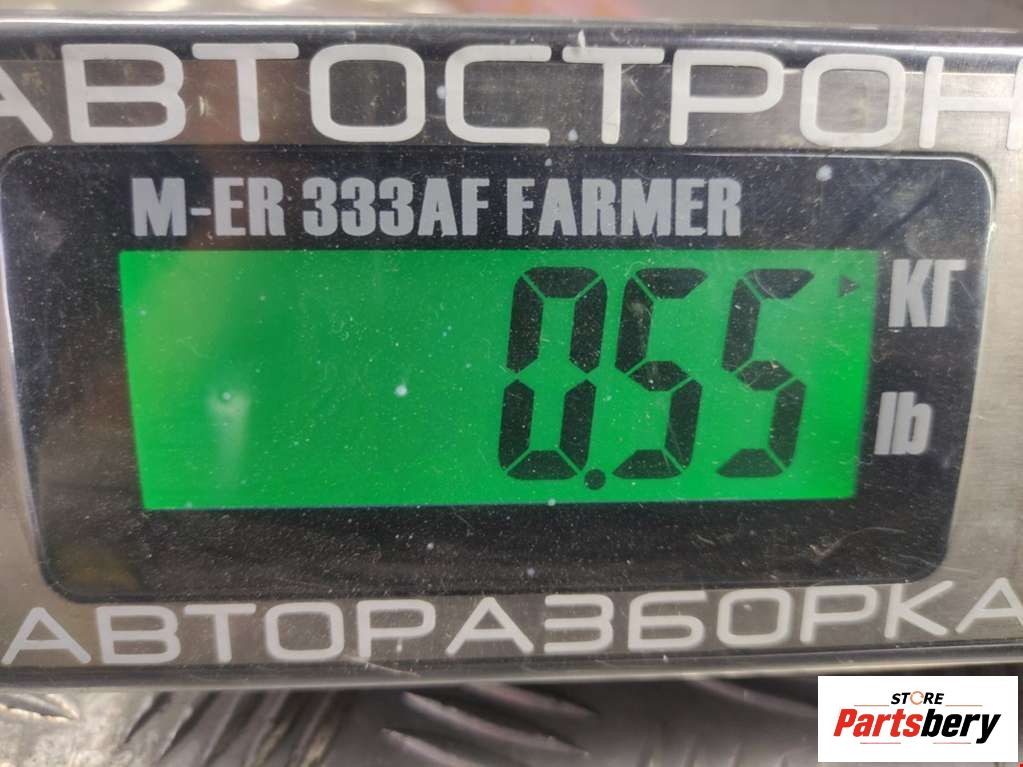 АВТОСТРОН
M-ER 333AF FARMER
0.55
КГ
lb
АВТОРАЗБОРКА
STORE
Partsbery